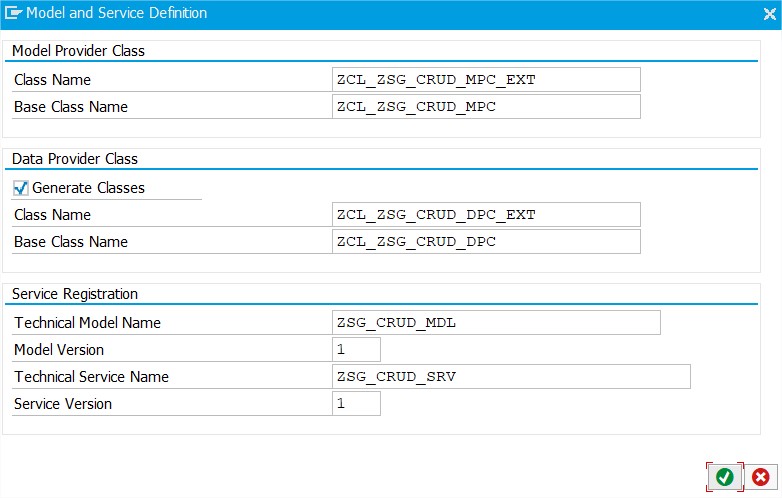 Model and Service Definition
Model Provider Class
Class Name ZCL_ZSG_CRUD_MPC_EXT
Base Class Name ZCL_ZSG_CRUD_MPC
Data Provider Class
Generate Classes
Class Name ZCL_ZSG_CRUD_DPC_EXT
Base Class Name ZCL_ZSG_CRUD_DPC
Service Registration
Technical Model Name ZSG_CRUD_MDL
Model Version 1
Technical Service Name ZSG_CRUD_SRV
Service Version 1